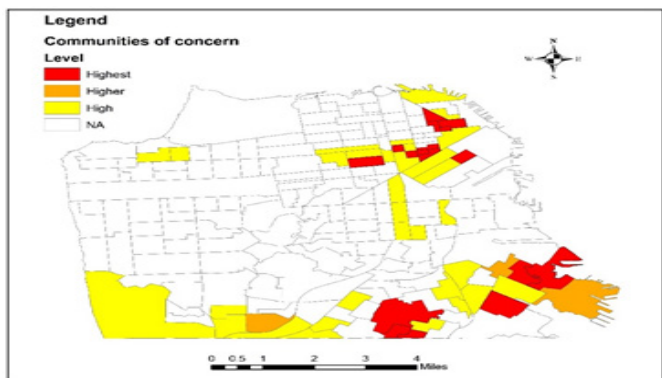 Legend
Communities of concern
Level
Highest
Higher
High
NA
N
W E
S
0 0.5 1 2 3 4
Miles